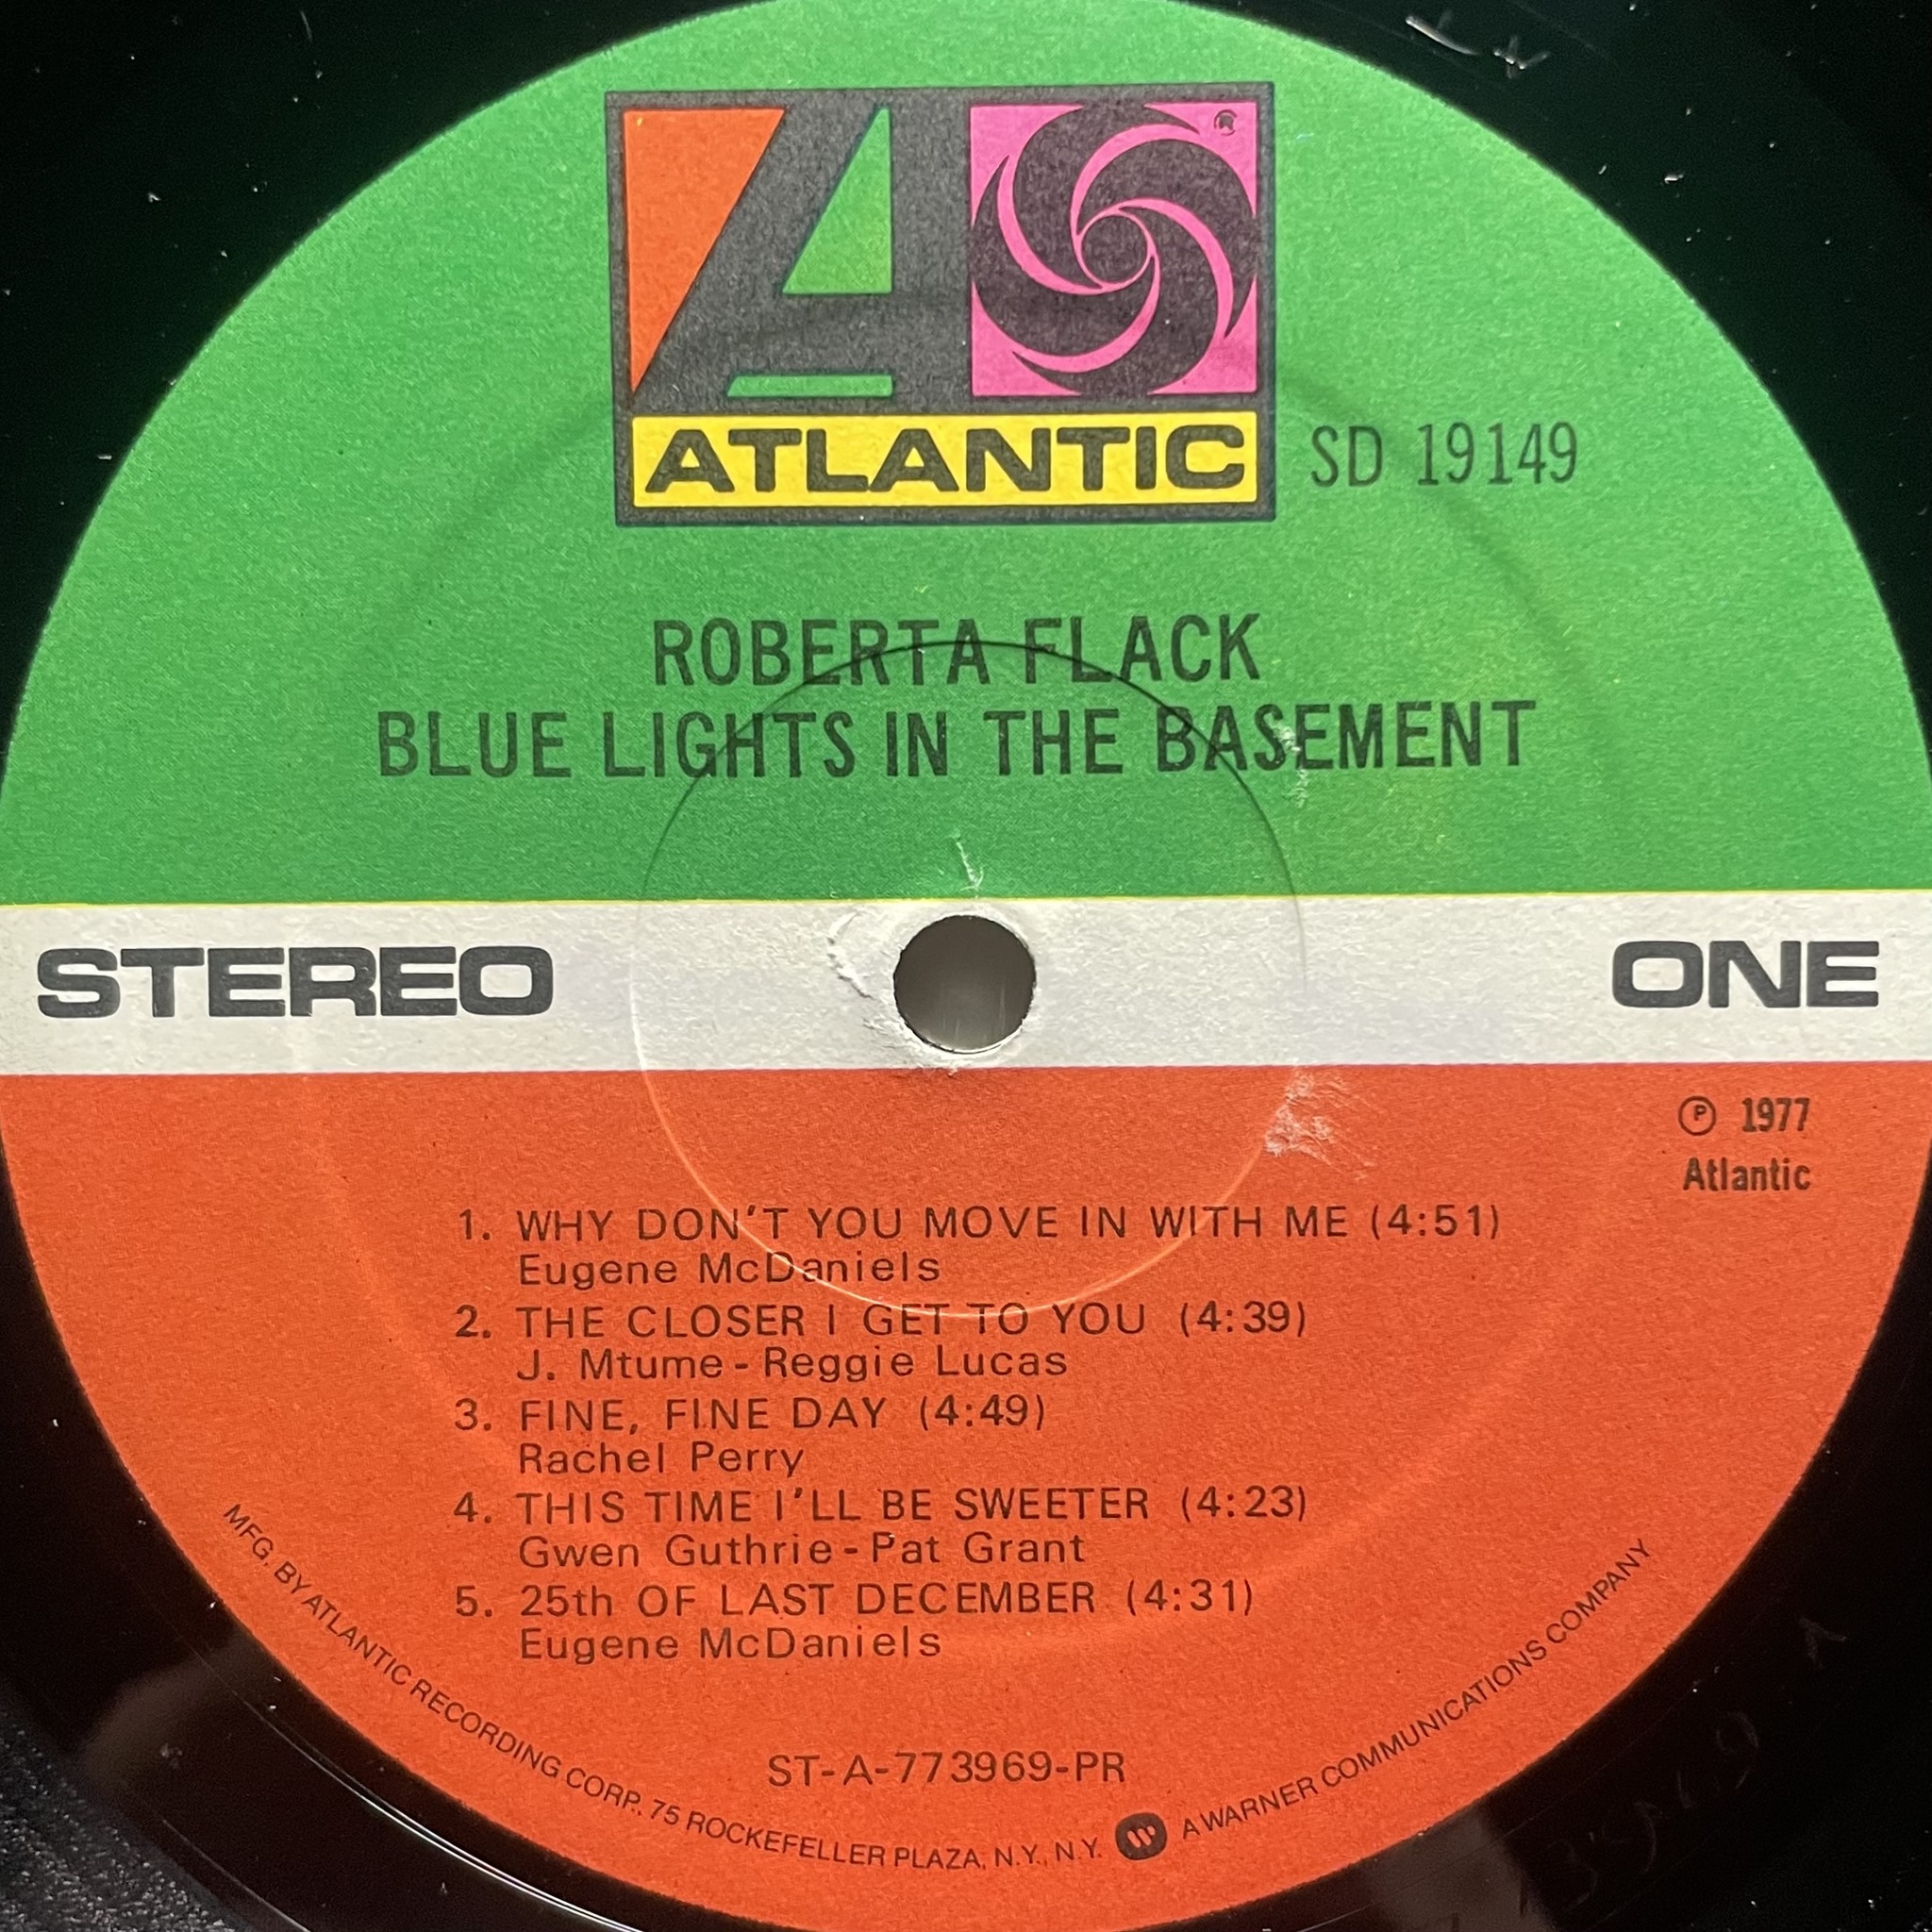 ®
ATLANTIC
SD 19149
ROBERTA FLACK
BLUE LIGHTS IN THE BASEMENT
STEREO
ONE
Ⓟ 1977
Atlantic
1. WHY DON'T YOU MOVE IN WITH ME (4:51)
Eugene McDaniels
2. THE CLOSER I GET TO YOU (4:39)
J. Mtume - Reggie Lucas
3. FINE, FINE DAY (4:49)
Rachel Perry
4. THIS TIME I'LL BE SWEETER (4:23)
Gwen Guthrie - Pat Grant
5. 25th OF LAST DECEMBER (4:31)
Eugene McDaniels
ST-A-773969-PR
MFG. BY ATLANTIC RECORDING CORP., 75 ROCKEFELLER PLAZA, N.Y., N.Y. W A WARNER COMMUNICATIONS COMPANY